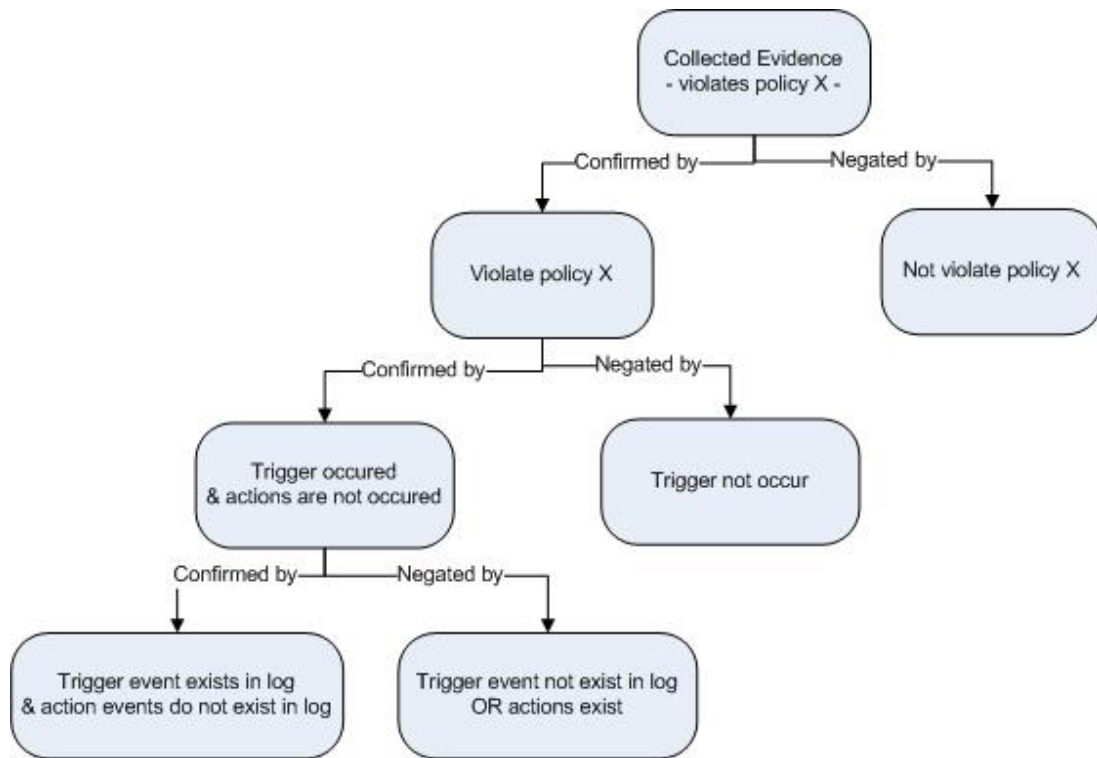 Collected Evidence
- violates policy X -
Confirmed by
Negated by
Violate policy X
Not violate policy X
Confirmed by
Negated by
Trigger occured
& actions are not occured
Trigger not occur
Confirmed by
Negated by
Trigger event exists in log
& action events do not exist in log
Trigger event not exist in log
OR actions exist